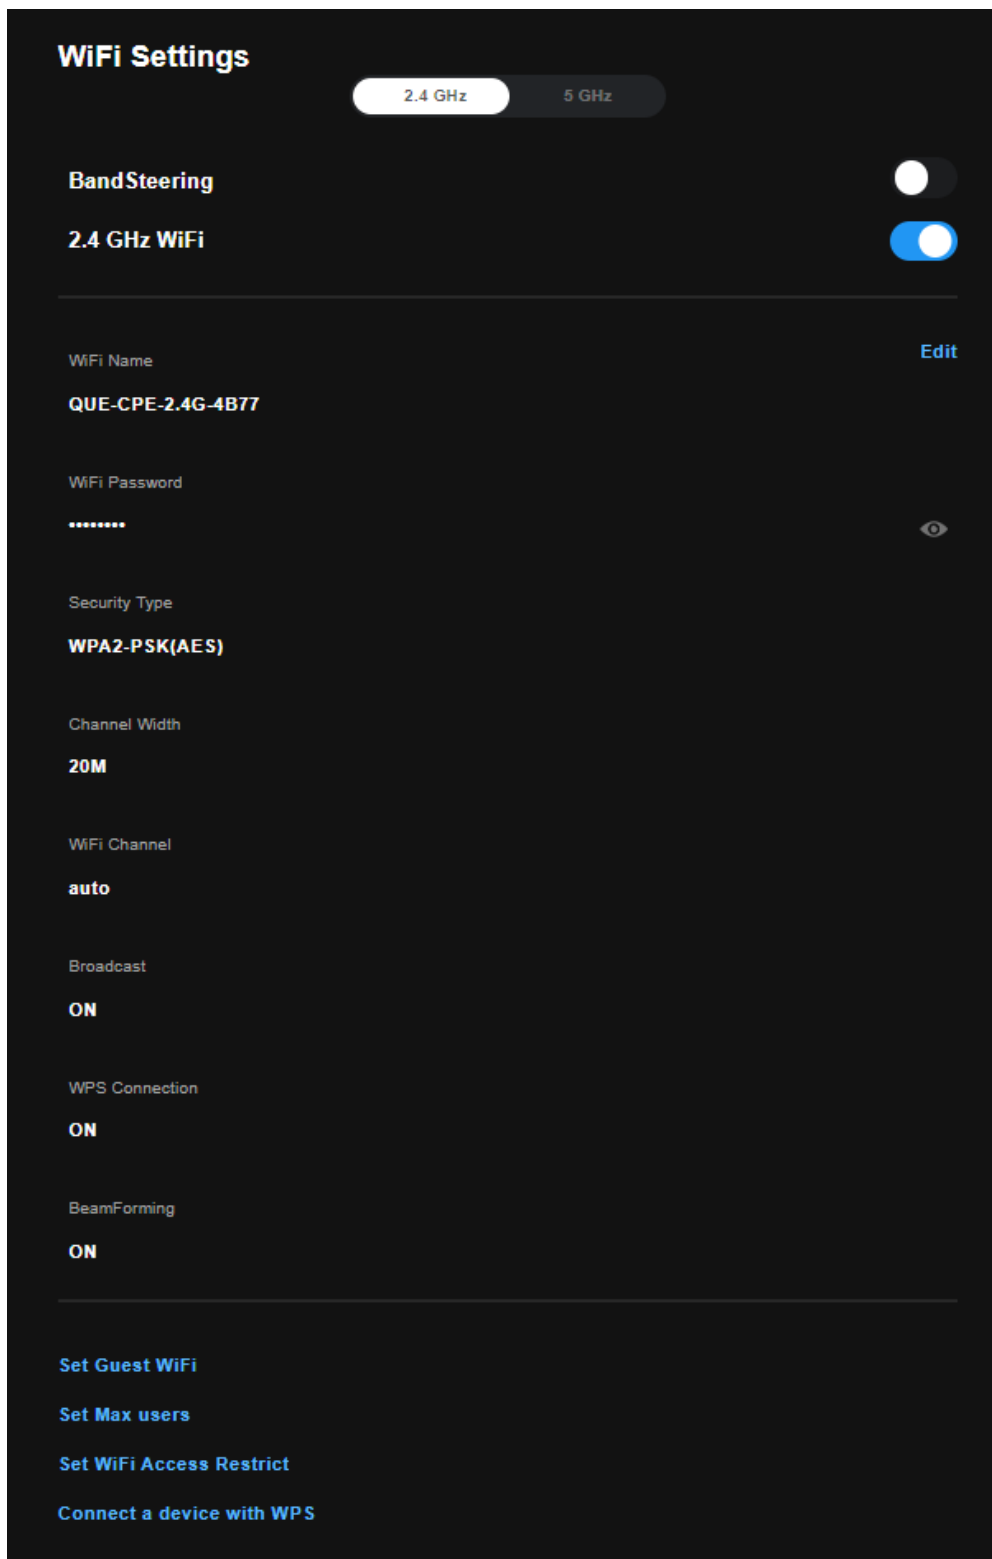 WiFi Settings
2.4 GHz
5 GHz
BandSteering
2.4 GHz WiFi
Edit
WiFi Name
QUE-CPE-2.4G-4B77
WiFi Password
••••••••
Security Type
WPA2-PSK(AES)
Channel Width
20M
WiFi Channel
auto
Broadcast
ON
WPS Connection
ON
BeamForming
ON
Set Guest WiFi
Set Max users
Set WiFi Access Restrict
Connect a device with WPS